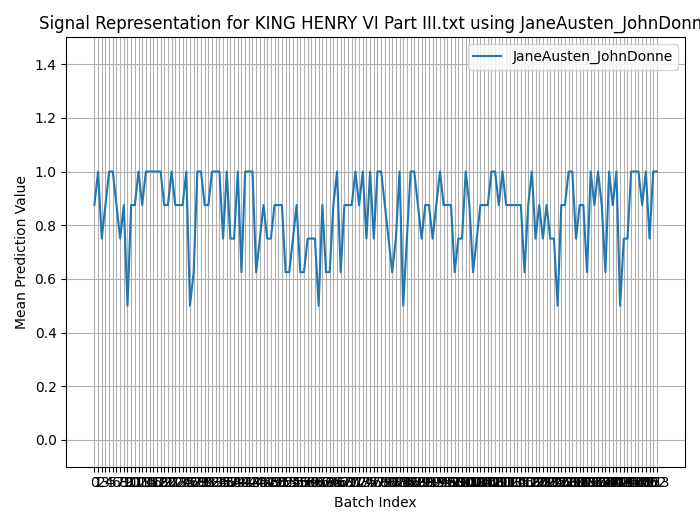 Signal Representation for KING HENRY VI Part III.txt using JaneAusten_JohnDonn
JaneAusten_JohnDonne
1.4
1.2
1.0
0.8
0.6
0.4
0.2
0.0
Mean Prediction Value
Batch Index